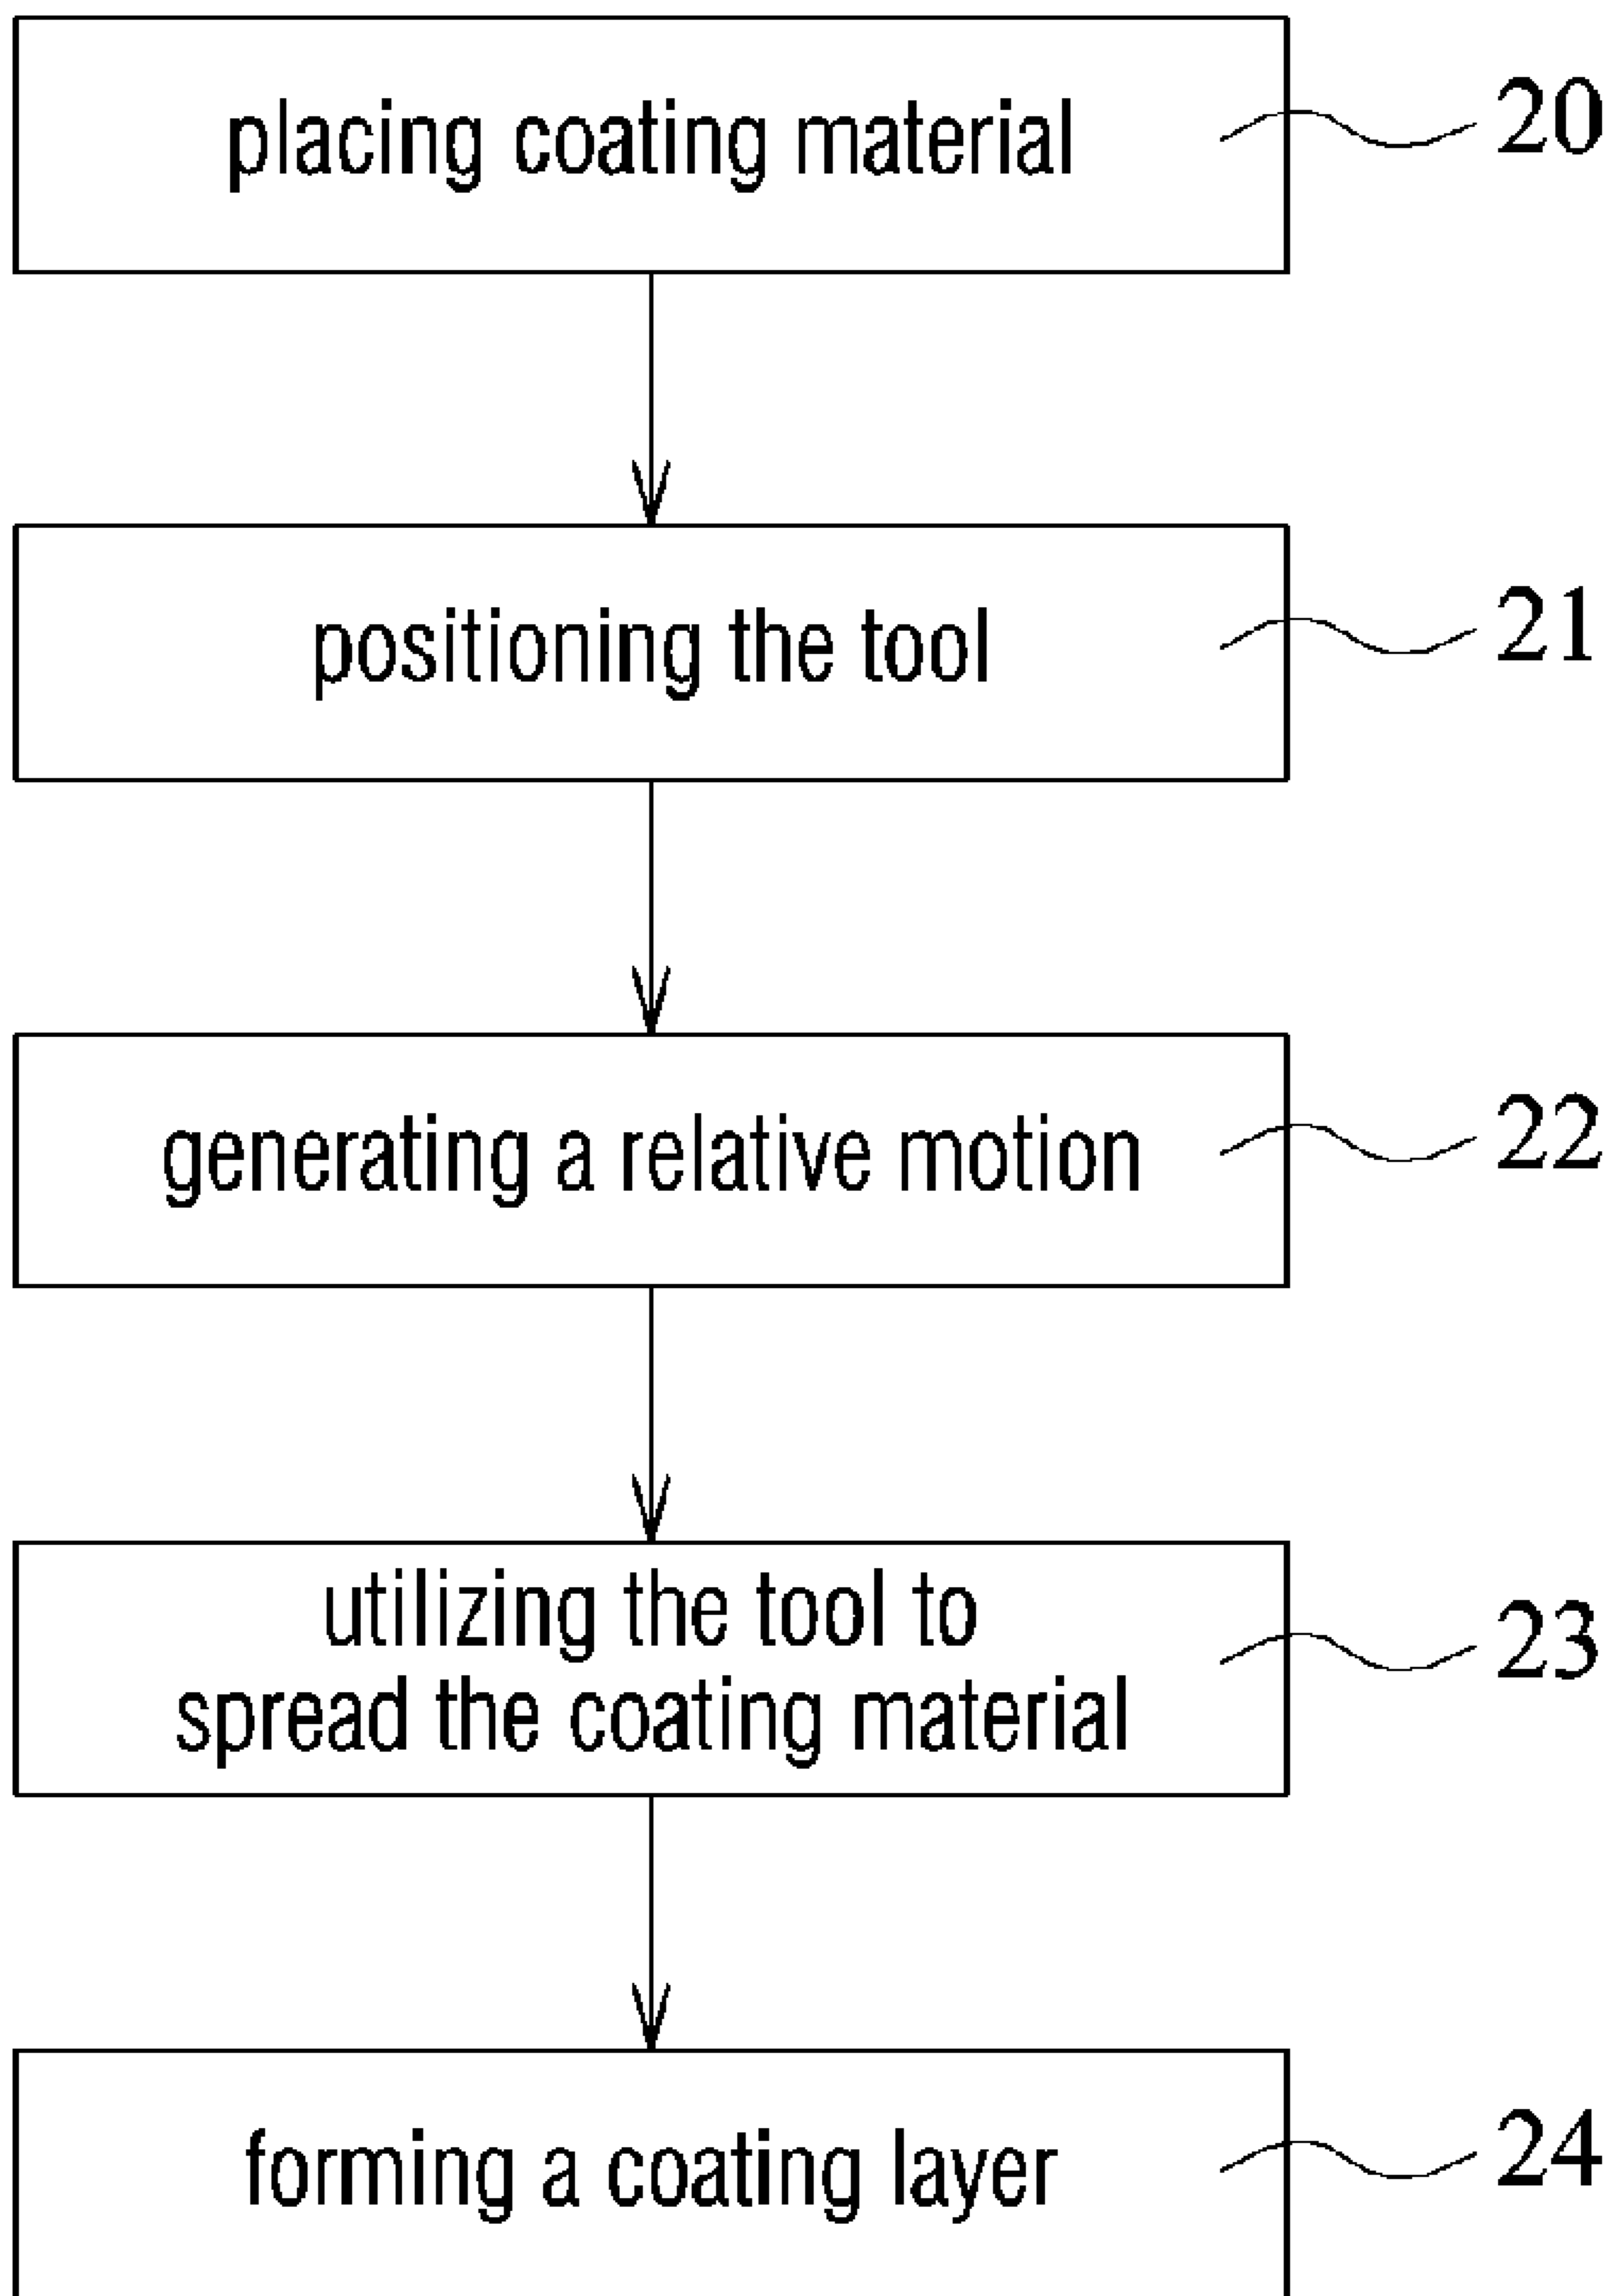 placing coating material 20
positioning the tool 21
generating a relative motion 22
utilizing the tool to
spread the coating material 23
forming a coating layer 24